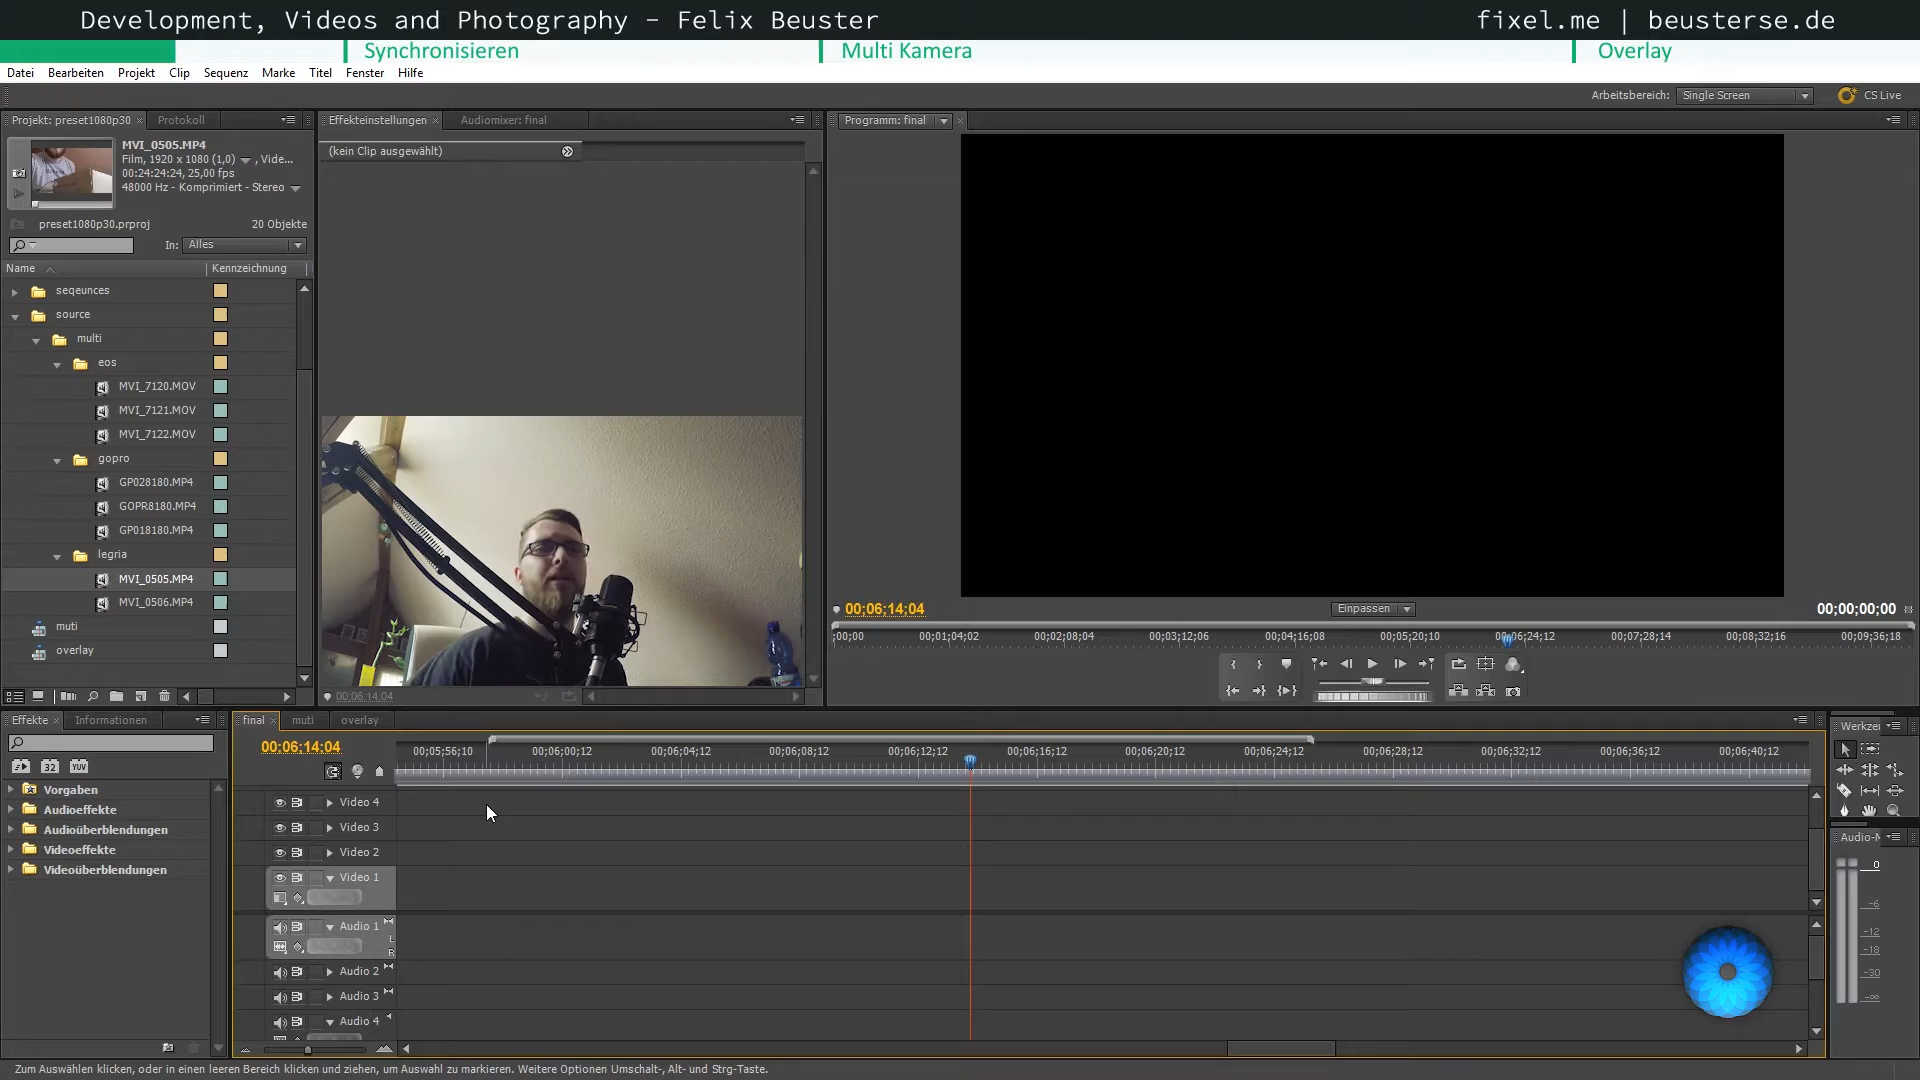 Development, Videos and Photography - Felix Beuster
fixel.me | beusterse.de
Synchronisieren
Multi Kamera
Overlay
Datei Bearbeiten Projekt Clip Sequenz Marke Titel Fenster Hilfe
Arbeitsbereich: Single Screen
CS Live
Projekt: preset1080p30
Protokoll
Effekteinstellungen
Audiomixer: final
Programm: final
MVI_0505.MP4
Film, 1920 x 1080 (1,0) , Vide...
00:24:24:24, 25,00 fps
48000 Hz - Komprimiert - Stereo
(kein Clip ausgewählt)
preset1080p30.prproj
20 Objekte
In: Alles
Name
Kennzeichnung
seqeunces
source
multi
eos
MVI_7120.MOV
MVI_7121.MOV
MVI_7122.MOV
gopro
GP028180.MP4
GOPR8180.MP4
GP018180.MP4
legria
MVI_0505.MP4
MVI_0506.MP4
muti
overlay
00:06:14:04
00;06;14;04
Einpassen
00;00;00;00
;00;00 00;01;04;02 00;02;08;04 00;03;12;06 00;04;16;08 00;05;20;10 00;06;24;12 00;07;28;14 00;08;32;16 00;09;36;18
Effekte
Informationen
32
YUV
Vorgaben
Audioeffekte
Audioüberblendungen
Videoeffekte
Videoüberblendungen
final
muti
overlay
00;06;14;04
00;05;56;10 00;06;00;12 00;06;04;12 00;06;08;12 00;06;12;12 00;06;16;12 00;06;20;12 00;06;24;12 00;06;28;12 00;06;32;12 00;06;36;12 00;06;40;12
Video 4
Video 3
Video 2
Video 1
Audio 1
L
R
Audio 2
Audio 3
Audio 4
Werkze
Audio-M
0
-6
-12
-18
-30
-∞
Zum Auswählen klicken, oder in einen leeren Bereich klicken und ziehen, um Auswahl zu markieren. Weitere Optionen Umschalt-, Alt- und Strg-Taste.